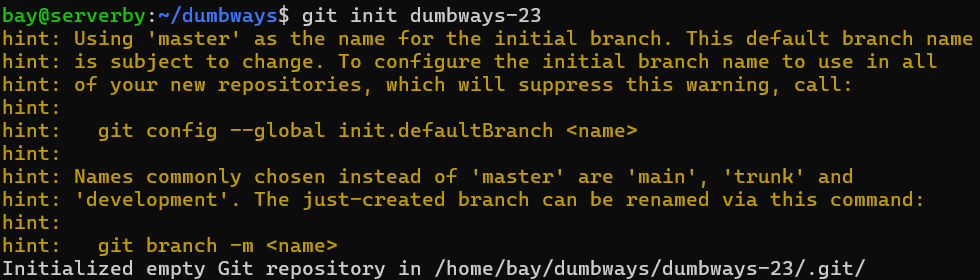 bay@serverby:~/dumbways$ git init dumbways-23
hint: Using 'master' as the name for the initial branch. This default branch name
hint: is subject to change. To configure the initial branch name to use in all
hint: of your new repositories, which will suppress this warning, call:
hint:
hint:   git config --global init.defaultBranch <name>
hint:
hint: Names commonly chosen instead of 'master' are 'main', 'trunk' and
hint: 'development'. The just-created branch can be renamed via this command:
hint:
hint:   git branch -m <name>
Initialized empty Git repository in /home/bay/dumbways/dumbways-23/.git/